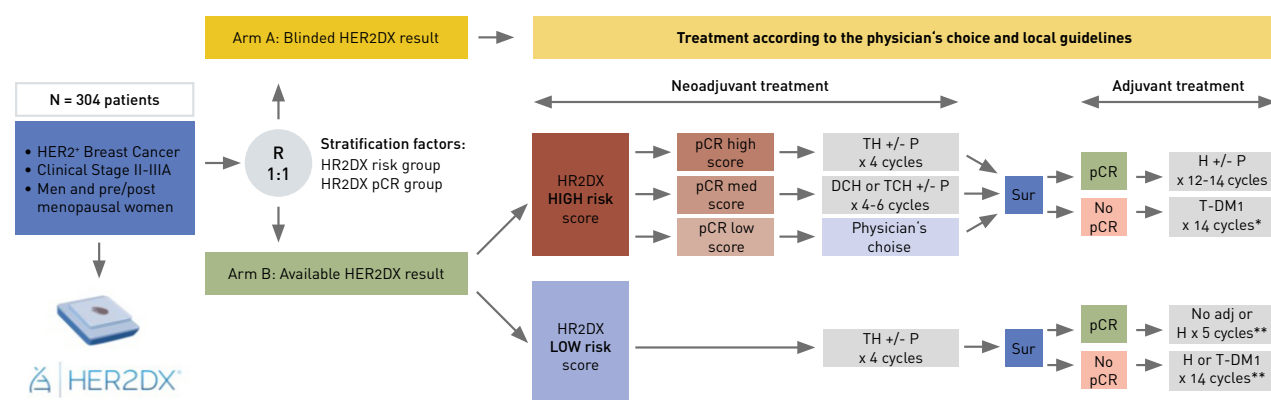 Arm A: Blinded HER2DX result
Treatment according to the physician‘s choice and local guidelines
N = 304 patients
• HER2⁺ Breast Cancer
• Clinical Stage II-IIIA
• Men and pre/post
menopausal women
R
1:1
Stratification factors:
HR2DX risk group
HR2DX pCR group
Arm B: Available HER2DX result
HER2DX®
Neoadjuvant treatment
Adjuvant treatment
HR2DX
HIGH risk
score
pCR high
score
TH +/- P
x 4 cycles
pCR med
score
DCH or TCH +/- P
x 4-6 cycles
pCR low
score
Physician‘s
choise
Sur
pCR
H +/- P
x 12-14 cycles
No
pCR
T-DM1
x 14 cycles*
HR2DX
LOW risk
score
TH +/- P
x 4 cycles
Sur
pCR
No adj or
H x 5 cycles**
No
pCR
H or T-DM1
x 14 cycles**